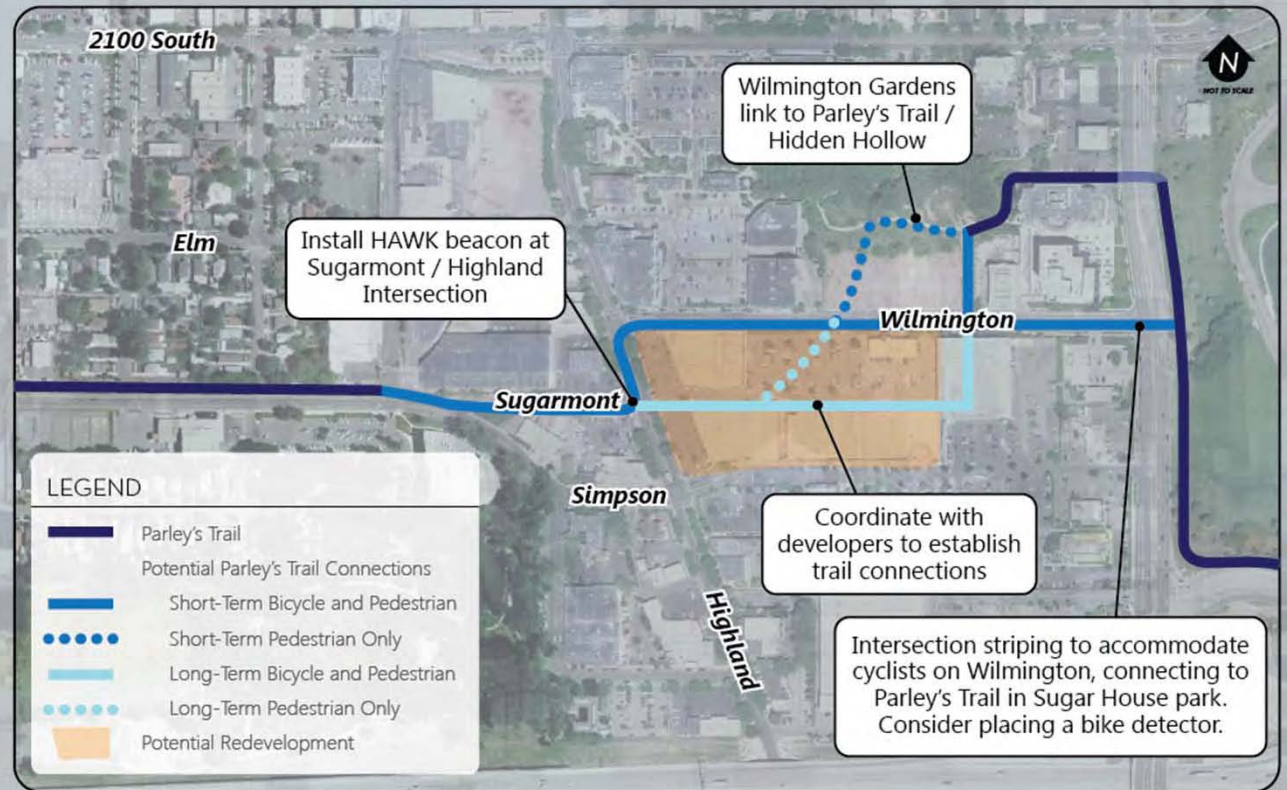 2100 South
N
NOT TO SCALE
Wilmington Gardens
link to Parley's Trail /
Hidden Hollow
Elm
Install HAWK beacon at
Sugarmont / Highland
Intersection
Wilmington
Sugarmont
Simpson
Coordinate with
developers to establish
trail connections
Highland
Intersection striping to accommodate
cyclists on Wilmington, connecting to
Parley's Trail in Sugar House park.
Consider placing a bike detector.
LEGEND
Parley's Trail
Potential Parley's Trail Connections
Short-Term Bicycle and Pedestrian
Short-Term Pedestrian Only
Long-Term Bicycle and Pedestrian
Long-Term Pedestrian Only
Potential Redevelopment